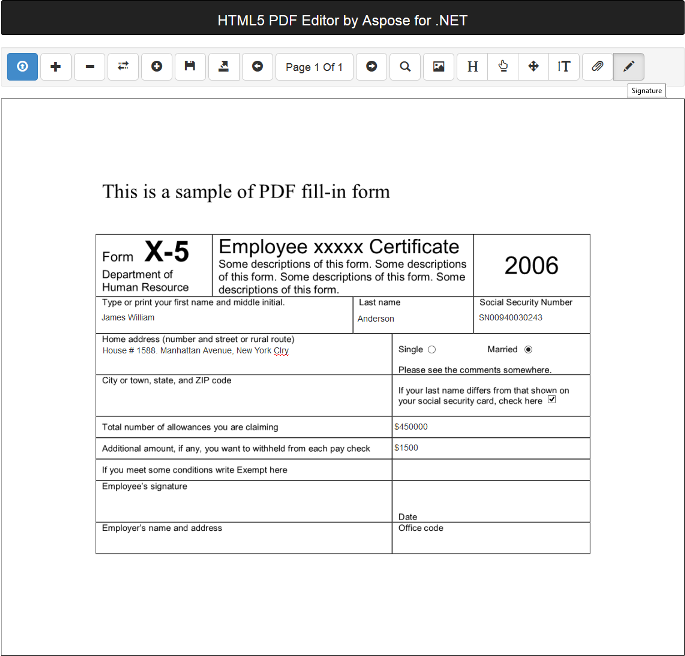 HTML5 PDF Editor by Aspose for .NET
Page 1 Of 1
H
IT
Signature
This is a sample of PDF fill-in form
Form X-5
Department of
Human Resource
Employee xxxxx Certificate
Some descriptions of this form. Some descriptions
of this form. Some descriptions of this form. Some
descriptions of this form.
2006
Type or print your first name and middle initial.
James William
Last name
Anderson
Social Security Number
SN00940030243
Home address (number and street or rural route)
House # 1588, Manhattan Avenue, New York Ciry
Single
Married
Please see the comments somewhere.
City or town, state, and ZIP code
If your last name differs from that shown on
your social security card, check here
Total number of allowances you are claiming
$450000
Additional amount, if any, you want to withheld from each pay check
$1500
If you meet some conditions write Exempt here
Employee's signature
Date
Employer's name and address
Office code